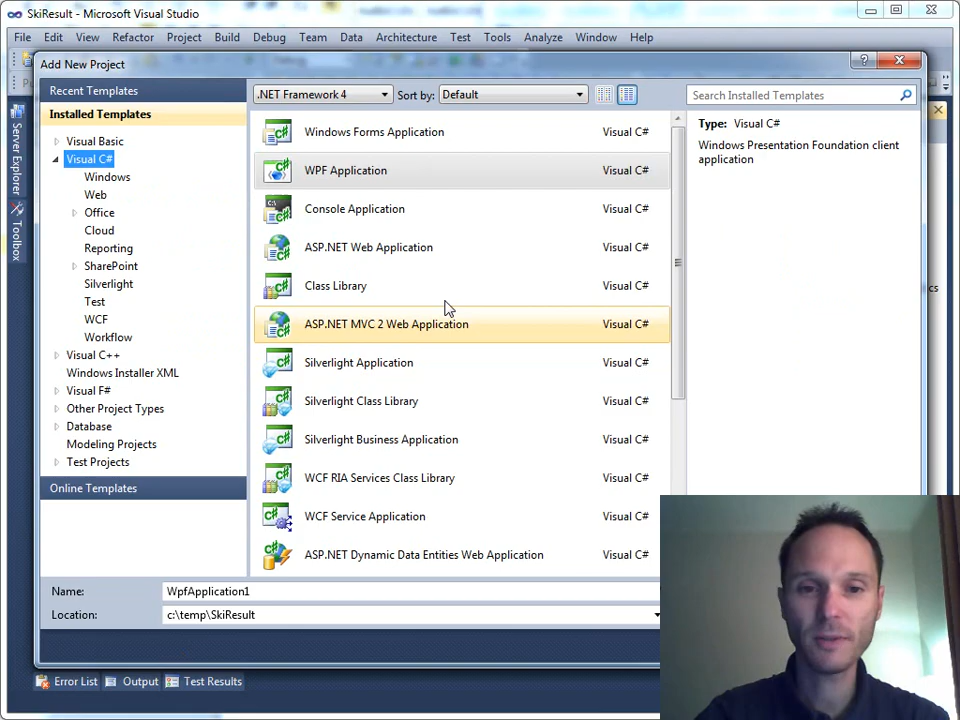 SkiResult - Microsoft Visual Studio
File Edit View Refactor Project Build Debug Team Data Architecture Test Tools Analyze Window Help
Add New Project
Recent Templates
.NET Framework 4 Sort by: Default Search Installed Templates
Installed Templates
Visual Basic
Visual C#
Windows
Web
Office
Cloud
Reporting
SharePoint
Silverlight
Test
WCF
Workflow
Visual C++
Windows Installer XML
Visual F#
Other Project Types
Database
Modeling Projects
Test Projects
Online Templates
Windows Forms Application Visual C#
WPF Application Visual C#
Console Application Visual C#
ASP.NET Web Application Visual C#
Class Library Visual C#
ASP.NET MVC 2 Web Application Visual C#
Silverlight Application Visual C#
Silverlight Class Library Visual C#
Silverlight Business Application Visual C#
WCF RIA Services Class Library Visual C#
WCF Service Application Visual C#
ASP.NET Dynamic Data Entities Web Application Visual C#
Type: Visual C#
Windows Presentation Foundation client
application
Server Explorer
Toolbox
cs
Name: WpfApplication1
Location: c:\temp\SkiResult
Error List Output Test Results